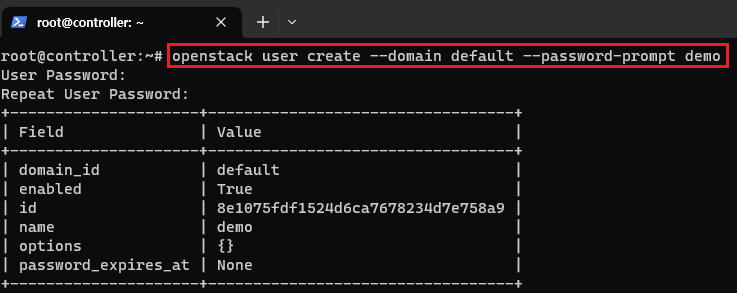 root@controller: ~
root@controller:~# openstack user create --domain default --password-prompt demo
User Password:
Repeat User Password:
+---------------------+----------------------------------+
| Field               | Value                            |
+---------------------+----------------------------------+
| domain_id           | default                          |
| enabled             | True                             |
| id                  | 8e1075fdf1524d6ca7678234d7e758a9 |
| name                | demo                             |
| options             | {}                               |
| password_expires_at | None                             |
+---------------------+----------------------------------+